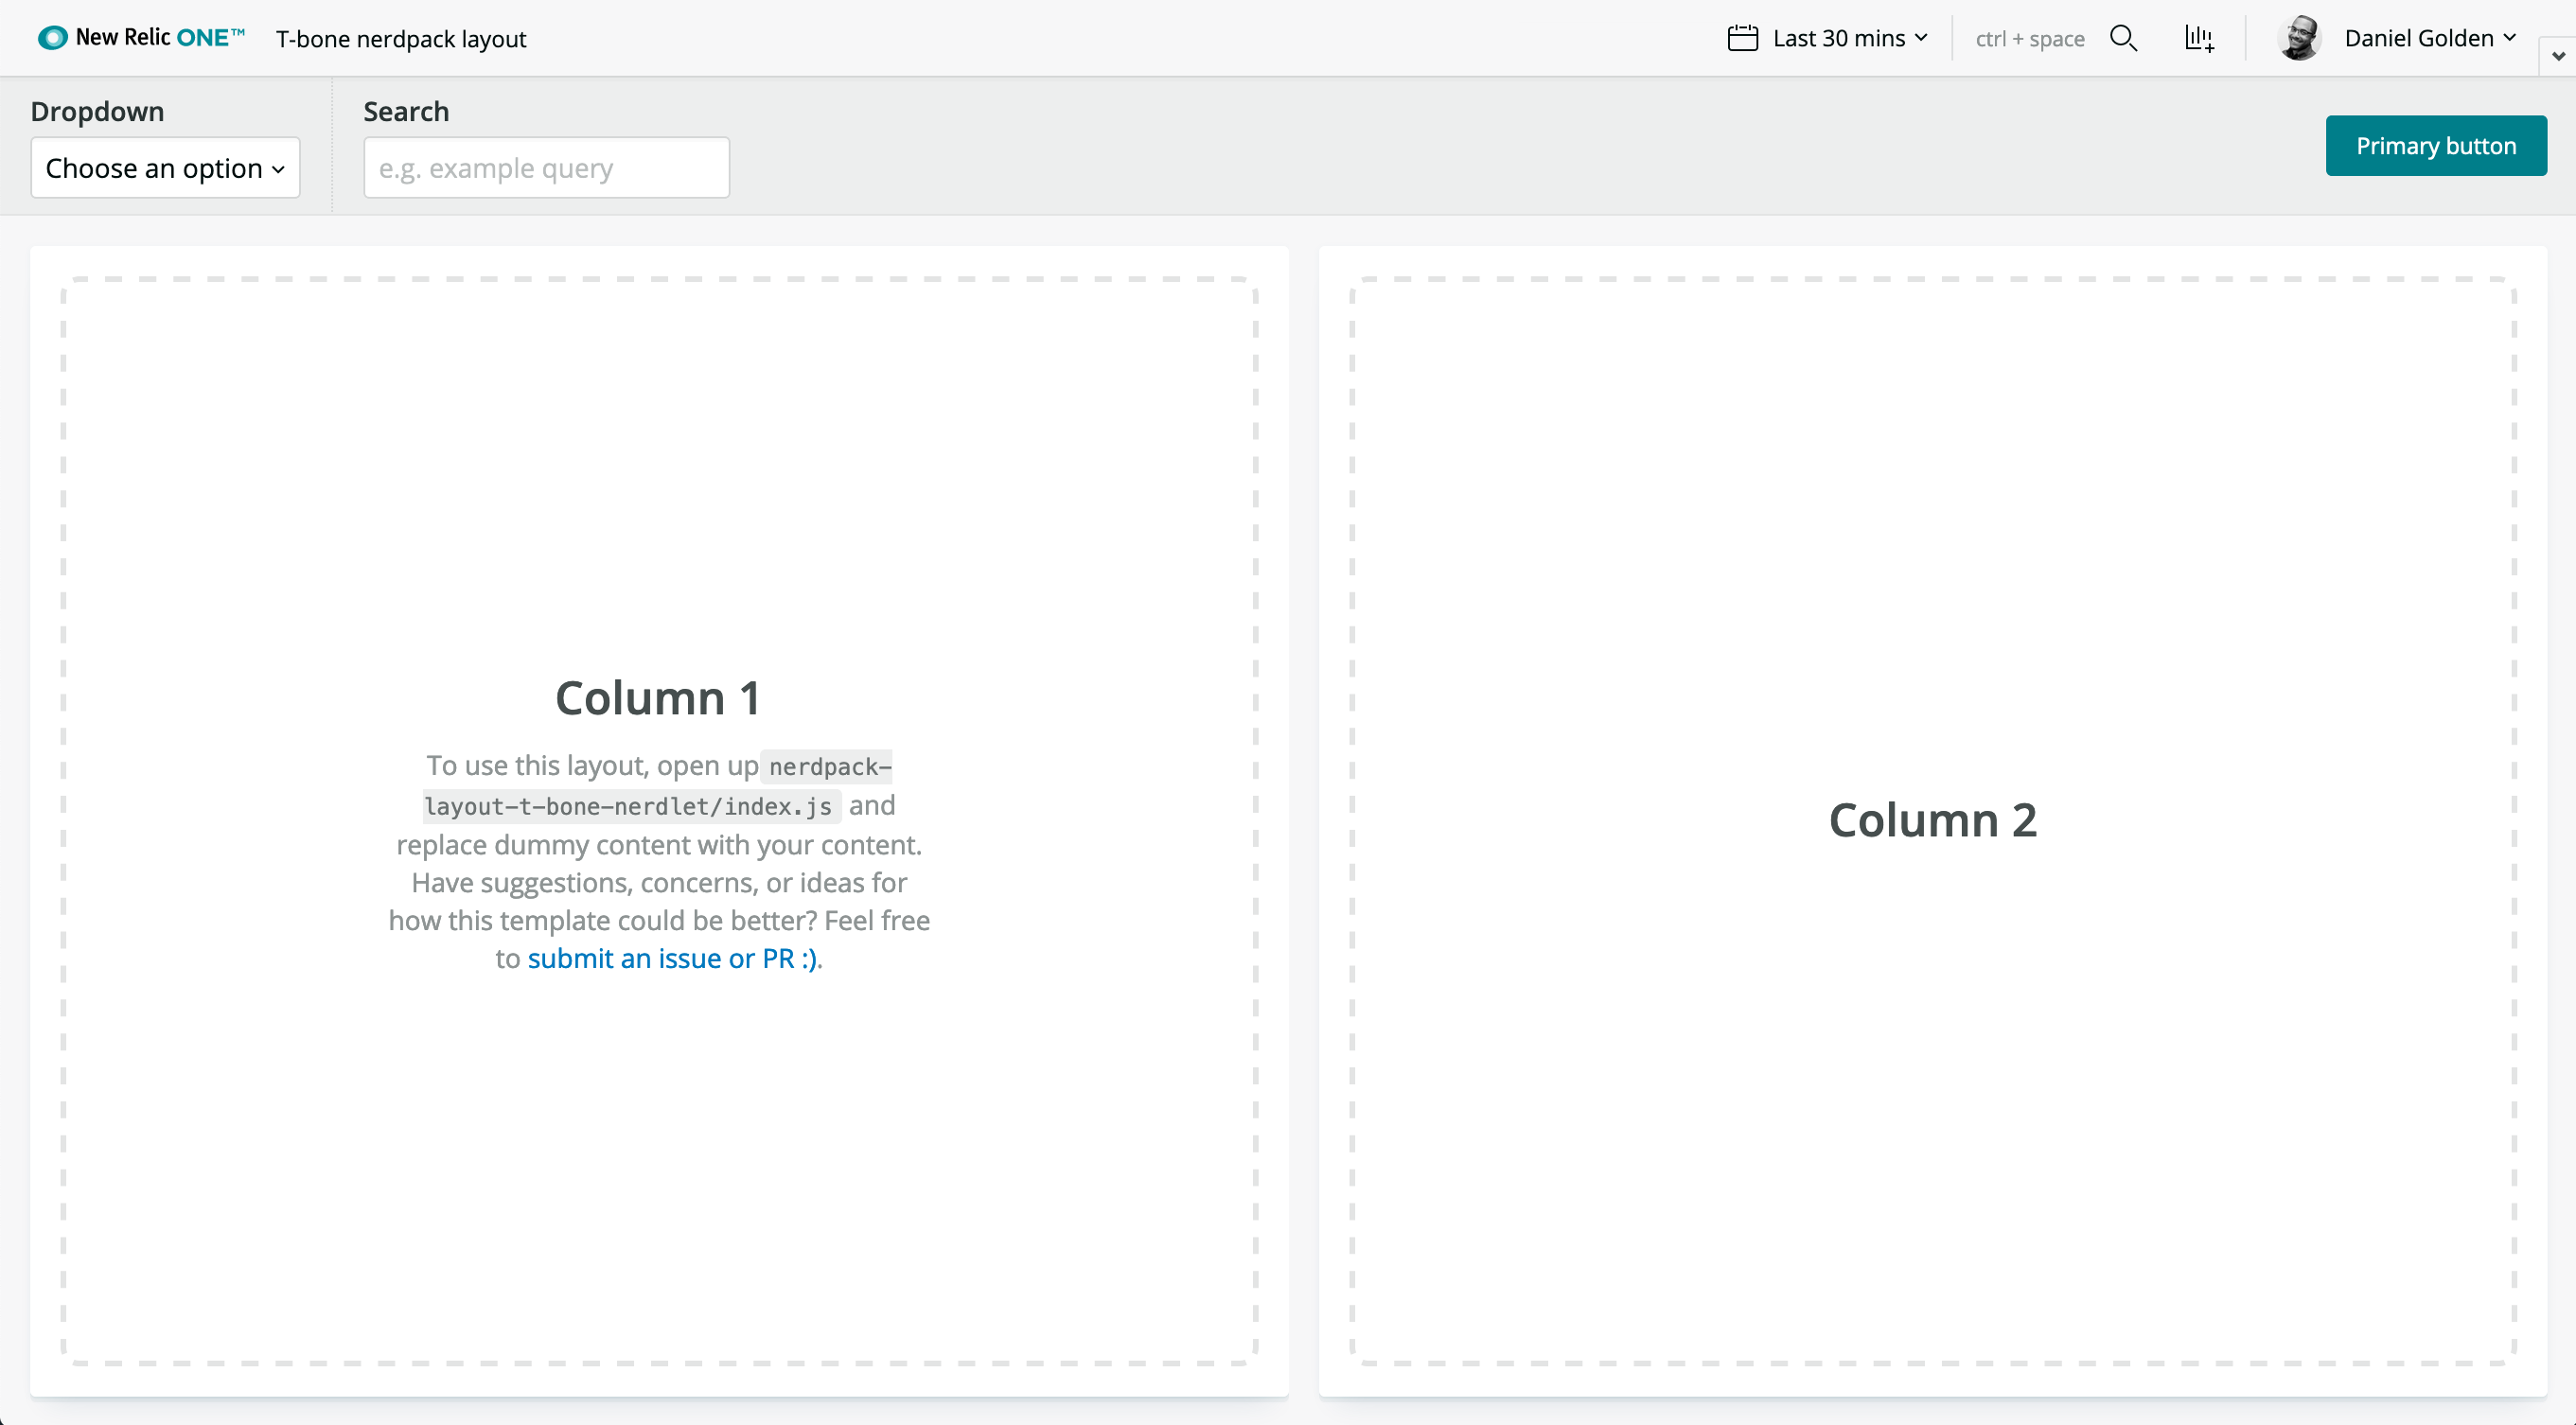 New Relic ONE™ T-bone nerdpack layout Last 30 mins ctrl + space Daniel Golden
Dropdown Search
Choose an option e.g. example query Primary button
Column 1
To use this layout, open up nerdpack-
layout-t-bone-nerdlet/index.js and
replace dummy content with your content.
Have suggestions, concerns, or ideas for
how this template could be better? Feel free
to submit an issue or PR :).
Column 2